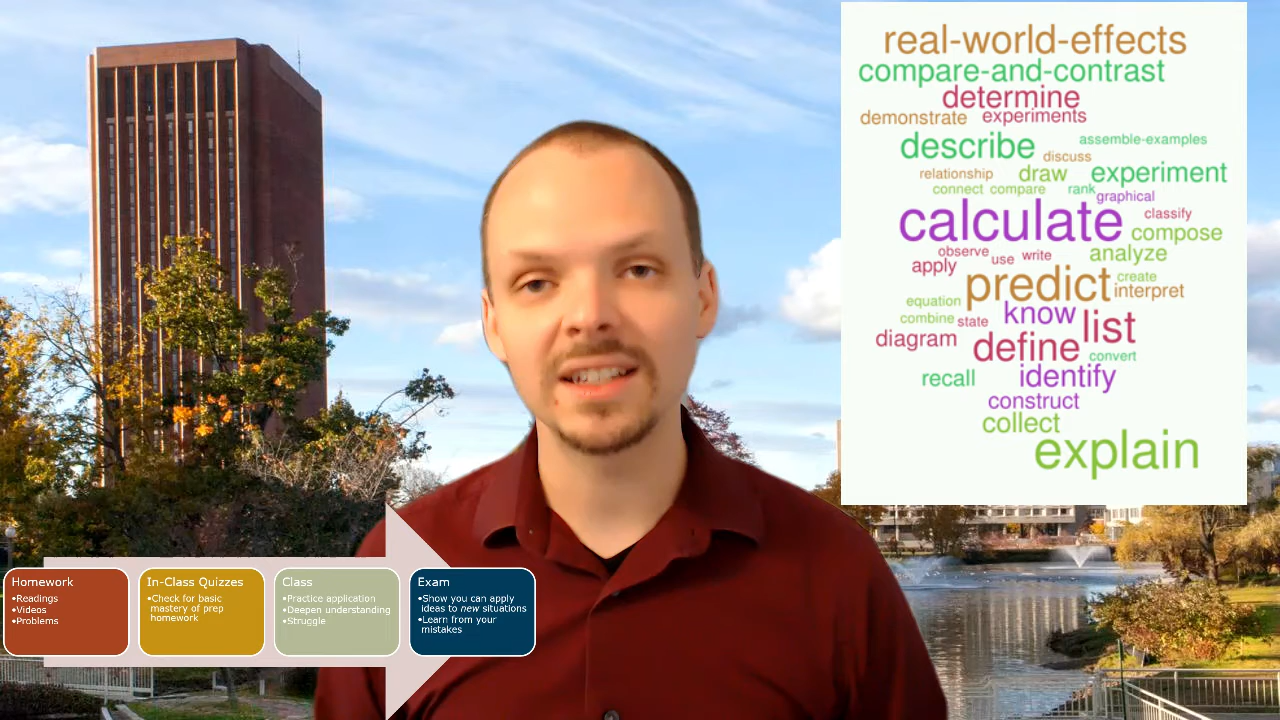 real-world-effects
compare-and-contrast
determine
demonstrate experiments
describe assemble-examples
discuss
relationship draw experiment
connect compare rank
graphical
calculate classify
compose
observe use write analyze
apply
predict create
interpret
equation
combine state know list
diagram define
convert
recall identify
construct
collect
explain
Homework
•Readings
•Videos
•Problems
In-Class Quizzes
•Check for basic
mastery of prep
homework
Class
•Practice application
•Deepen understanding
•Struggle
Exam
•Show you can apply
ideas to new situations
•Learn from your
mistakes